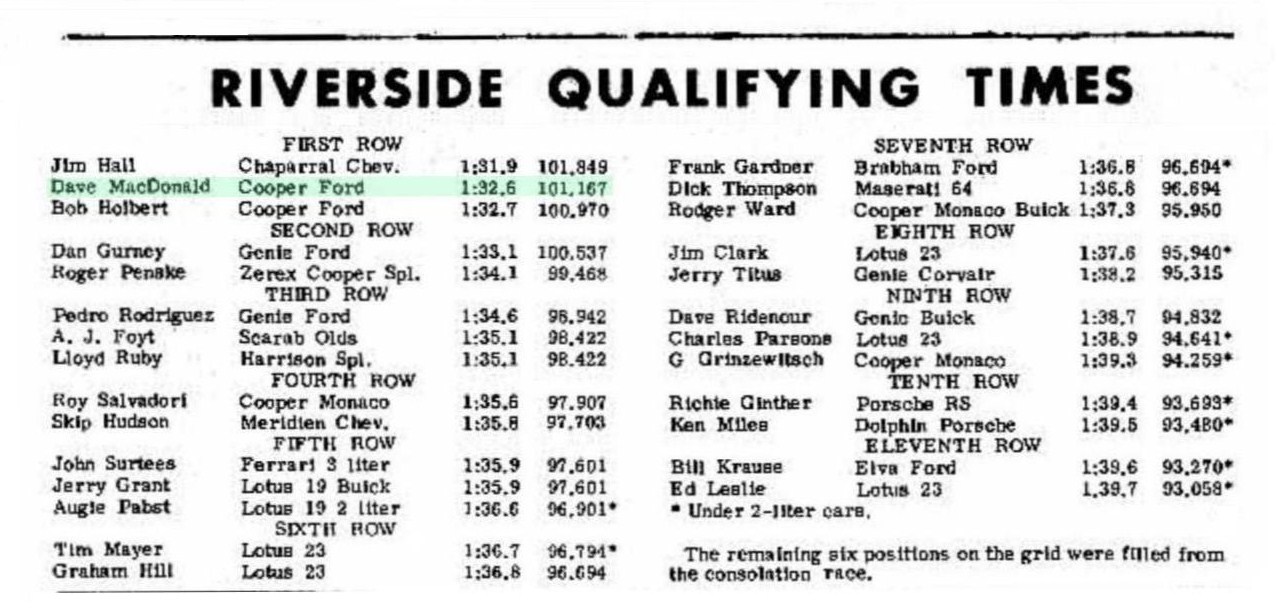 RIVERSIDE QUALIFYING TIMES
FIRST ROW
Jim Hall Chaparral Chev. 1:31.9 101,849
Dave MacDonald Cooper Ford 1:32.6 101,167
Bob Holbert Cooper Ford 1:32.7 100.970
SECOND ROW
Dan Gurney Genie Ford 1:33.1 100.537
Roger Penske Zerex Cooper Spl. 1:34.1 99.468
THIRD ROW
Pedro Rodriguez Genie Ford 1:34.6 98.942
A. J. Foyt Scarab Olds 1:35.1 98.422
Lloyd Ruby Harrison Spl. 1:35.1 98.422
FOURTH ROW
Roy Salvadori Cooper Monaco 1:35.6 97.907
Skip Hudson Meridien Chev. 1:35.8 97.703
FIFTH ROW
John Surtees Ferrari 3 liter 1:35.9 97.601
Jerry Grant Lotus 19 Buick 1:35.9 97.601
Augie Pabst Lotus 19 2 liter 1:36.6 96.901*
SIXTH ROW
Tim Mayer Lotus 23 1:36.7 96.794*
Graham Hill Lotus 23 1:36.8 96.694
SEVENTH ROW
Frank Gardner Brabham Ford 1:36.8 96.694*
Dick Thompson Maserati 64 1:36.8 96.694
Rodger Ward Cooper Monaco Buick 1:37.3 95.950
EIGHTH ROW
Jim Clark Lotus 23 1:37.6 95,940*
Jerry Titus Genie Corvair 1:38.2 95.315
NINTH ROW
Dave Ridenour Genie Buick 1:38.7 94.832
Charles Parsons Lotus 23 1:38.9 94.641*
G Grinzewitsch Cooper Monaco 1:39.3 94.259*
TENTH ROW
Richie Ginther Porsche RS 1:39.4 93.693*
Ken Miles Dolphin Porsche 1:39.5 93.480*
ELEVENTH ROW
Bill Krause Elva Ford 1:39.6 93.270*
Ed Leslie Lotus 23 1.39.7 93.058*
* Under 2-liter cars.
The remaining six positions on the grid were filled from
the consolation race.